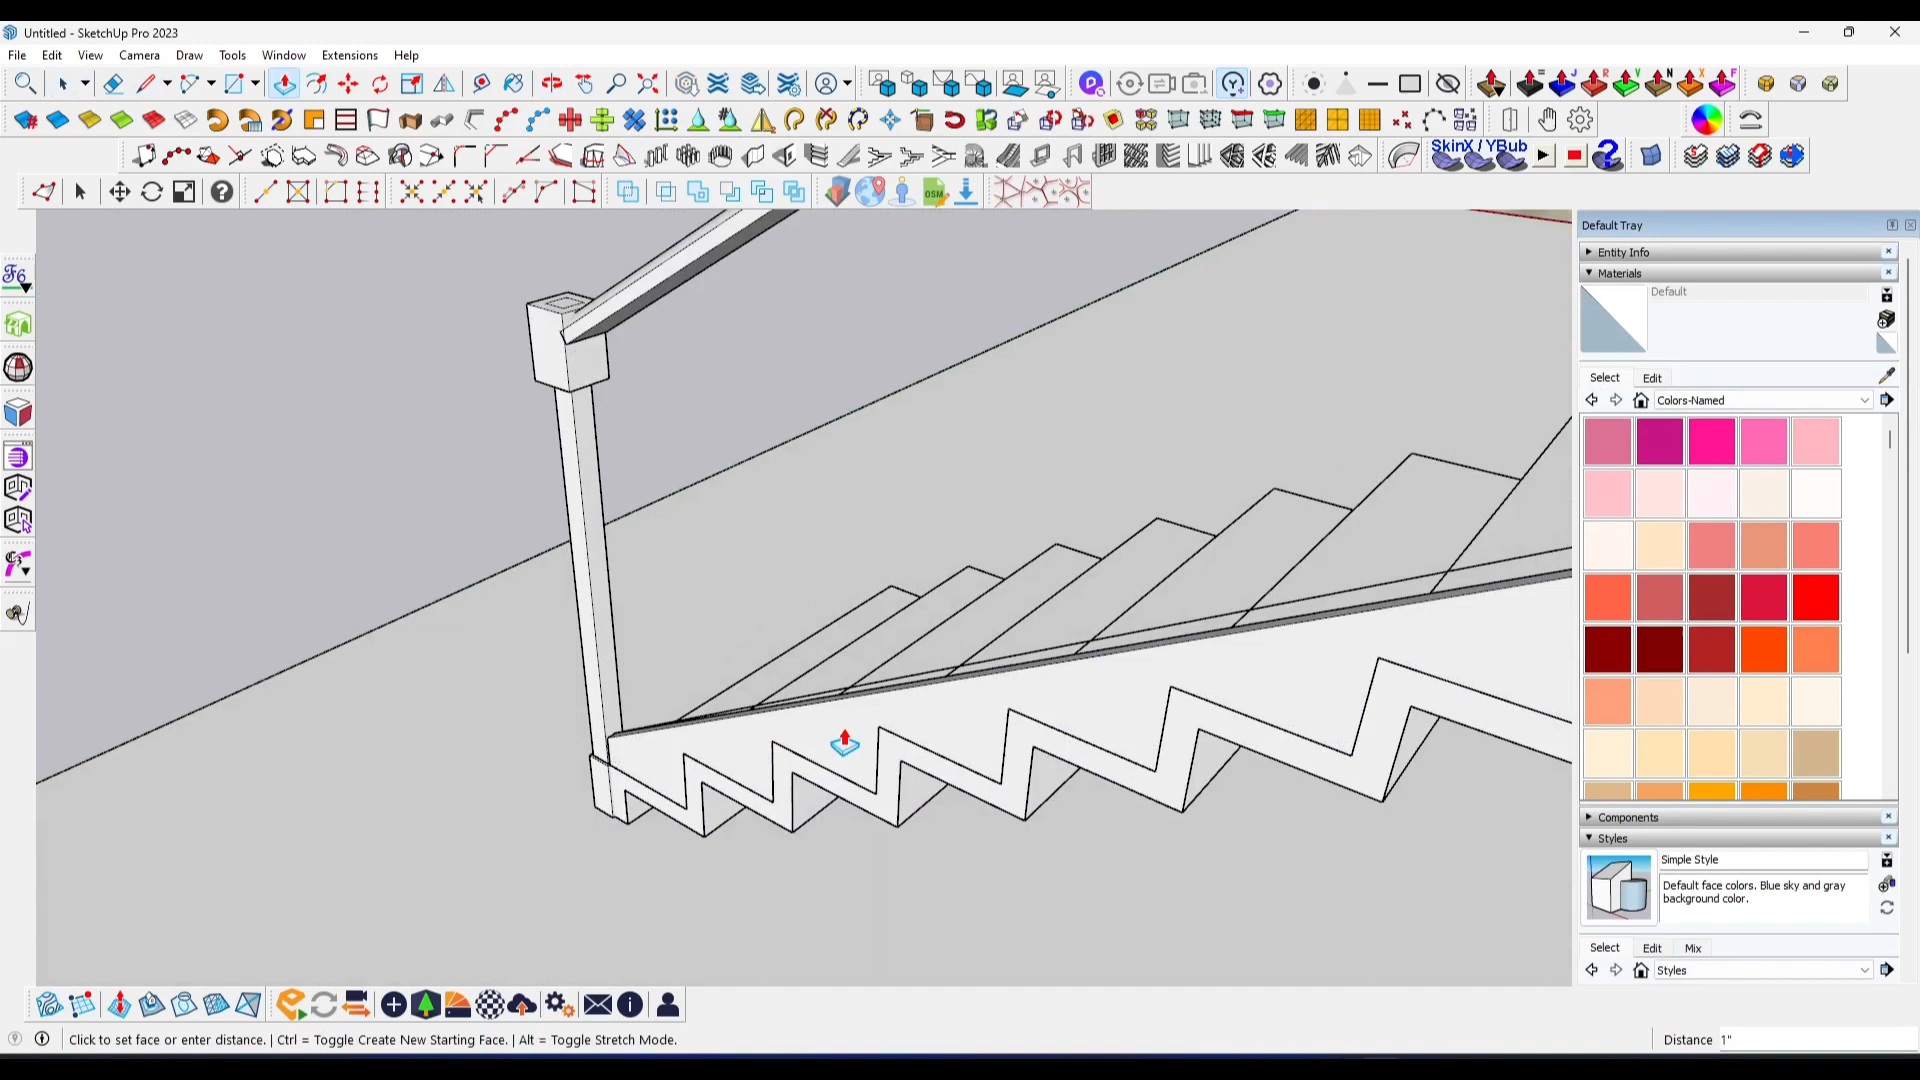 Untitled - SketchUp Pro 2023
File Edit View Camera Draw Tools Window Extensions Help
SkinX / YBub
OSM
Default Tray
Entity Info
Materials
Default
Select Edit
Colors-Named
Components
Styles
Simple Style
Default face colors. Blue sky and gray
background color.
Select Edit Mix
Styles
Click to set face or enter distance. | Ctrl = Toggle Create New Starting Face. | Alt = Toggle Stretch Mode.
Distance 1"